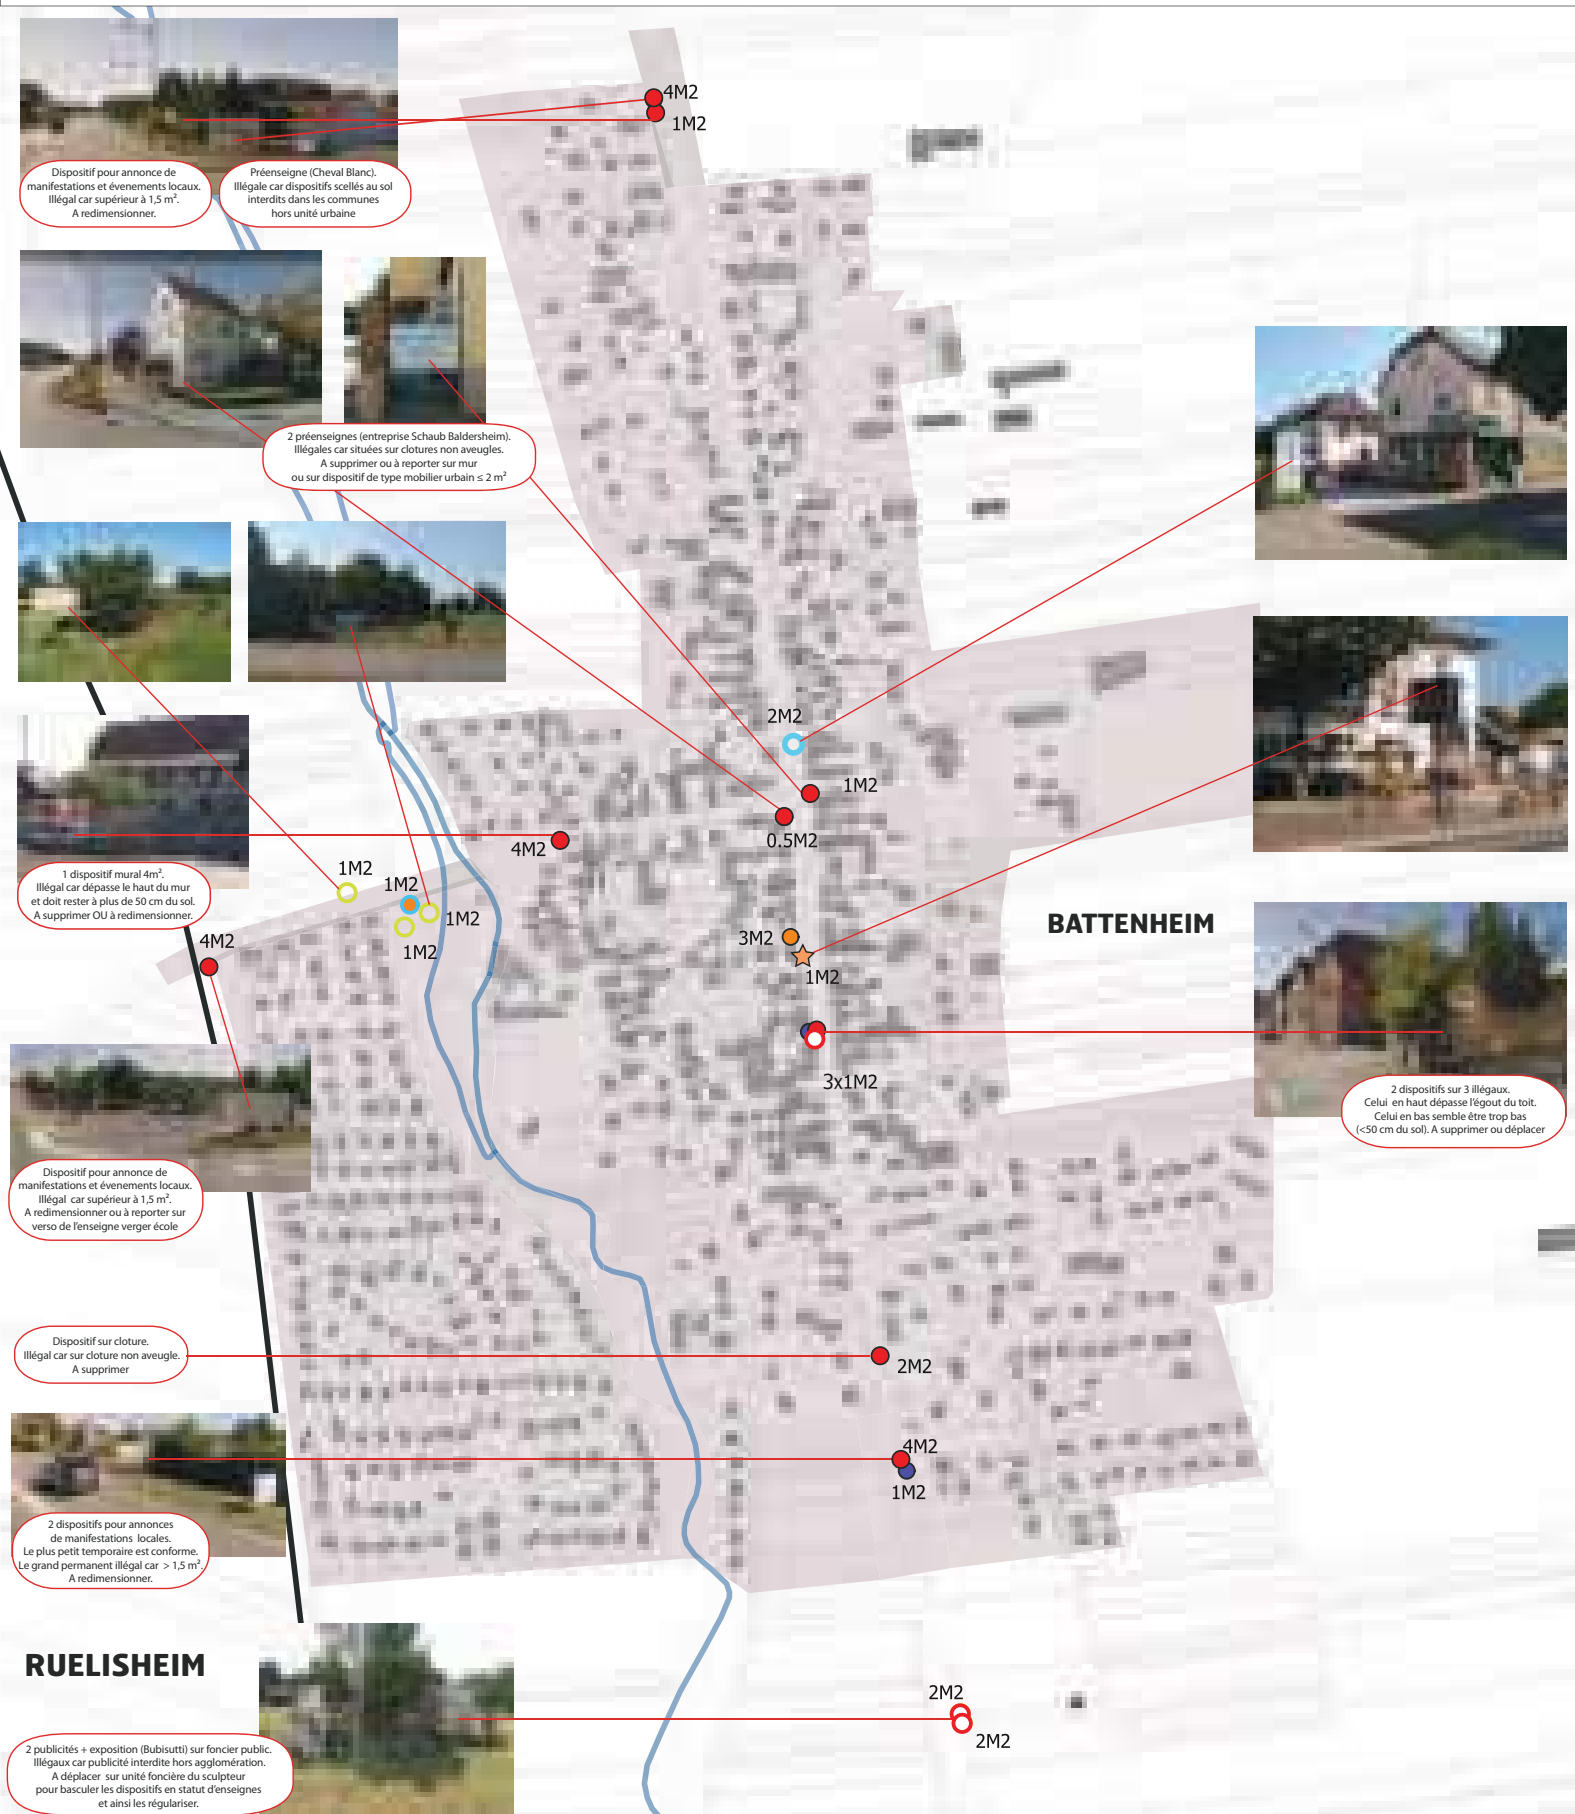 4M2
1M2
Dispositif pour annonce de
manifestations et évenements locaux.
Illégal car supérieur à 1,5 m².
A redimensionner.
Préenseigne (Cheval Blanc).
Illégale car dispositifs scellés au sol
interdits dans les communes
hors unité urbaine
2 préenseignes (entreprise Schaub Baldersheim).
Illégales car situées sur clotures non aveugles.
A supprimer ou à reporter sur mur
ou sur dispositif de type mobilier urbain ≤ 2 m²
2M2
1M2
0.5M2
4M2
1 dispositif mural 4m².
Illégal car dépasse le haut du mur
et doit rester à plus de 50 cm du sol.
A supprimer OU à redimensionner.
1M2
1M2
1M2
1M2
4M2
3M2
1M2
BATTENHEIM
3x1M2
2 dispositifs sur 3 illégaux.
Celui en haut dépasse l'égout du toit.
Celui en bas semble être trop bas
(<50 cm du sol). A supprimer ou déplacer
Dispositif pour annonce de
manifestations et évenements locaux.
Illégal car supérieur à 1,5 m².
A redimensionner ou à reporter sur
verso de l'enseigne verger école
Dispositif sur cloture.
Illégal car sur cloture non aveugle.
A supprimer
2M2
4M2
1M2
2 dispositifs pour annonces
de manifestations locales.
Le plus petit temporaire est conforme.
Le grand permanent illégal car > 1,5 m².
A redimensionner.
RUELISHEIM
2M2
2M2
2 publicités + exposition (Bubisutti) sur foncier public.
Illégaux car publicité interdite hors agglomération.
A déplacer sur unité foncière du sculpteur
pour basculer les dispositifs en statut d'enseignes
et ainsi les régulariser.